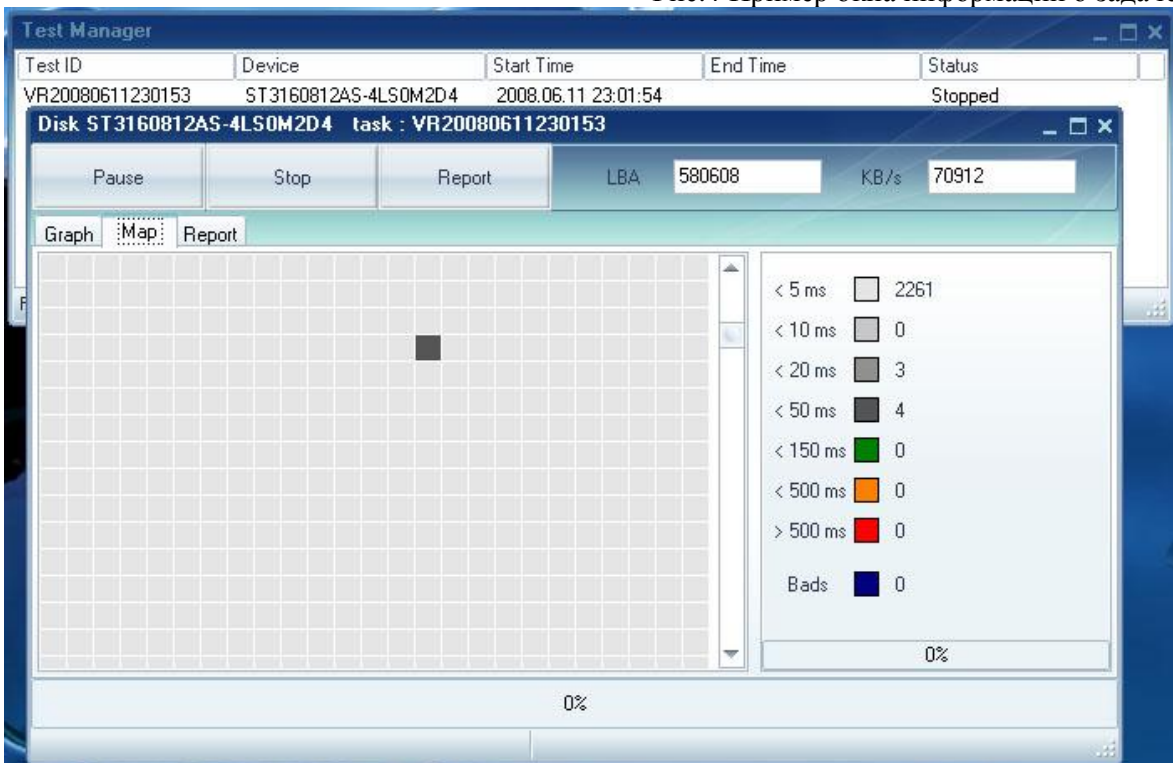 Test Manager
Test ID Device Start Time End Time Status
VR20080611230153 ST3160812AS-4LS0M2D4 2008.06.11 23:01:54 Stopped
Disk ST3160812AS-4LS0M2D4 task : VR20080611230153
Pause Stop Report LBA 580608 KB/s 70912
Graph Map Report
< 5 ms 2261
< 10 ms 0
< 20 ms 3
< 50 ms 4
< 150 ms 0
< 500 ms 0
> 500 ms 0
Bads 0
0%
0%